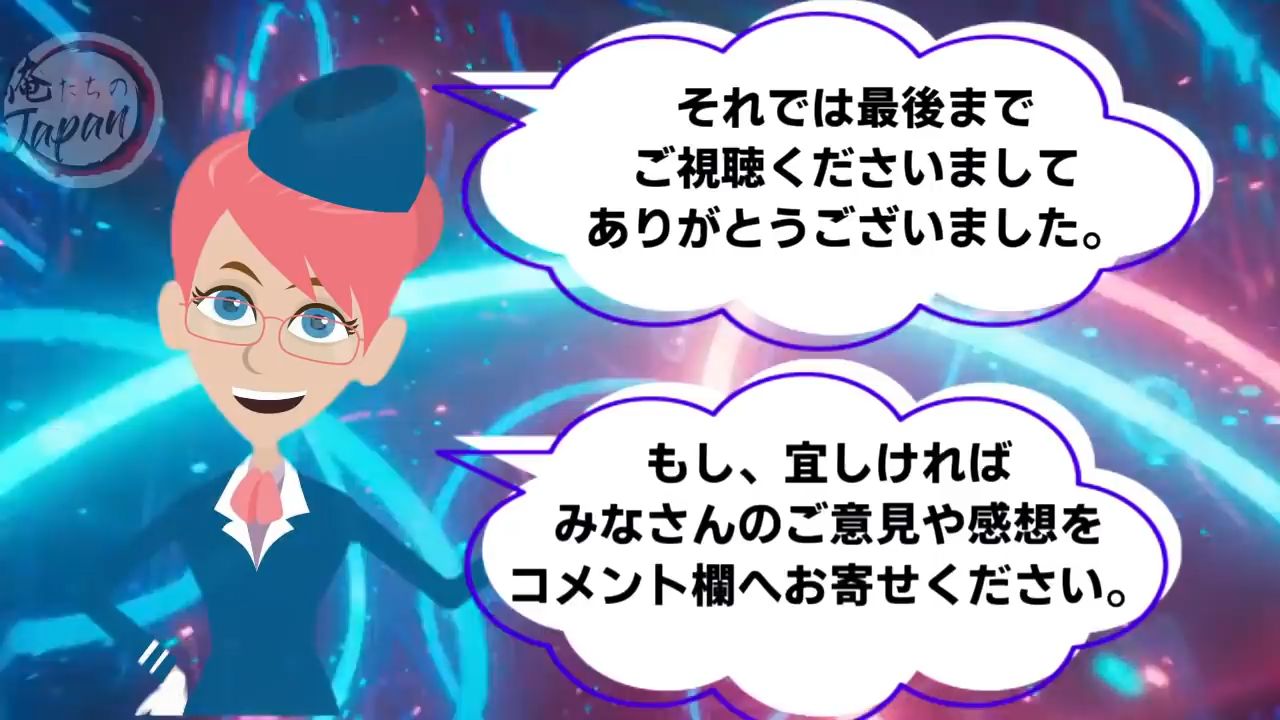 俺たちの
Japan
それでは最後まで
ご視聴くださいまして
ありがとうございました。
もし、宜しければ
みなさんのご意見や感想を
コメント欄へお寄せください。